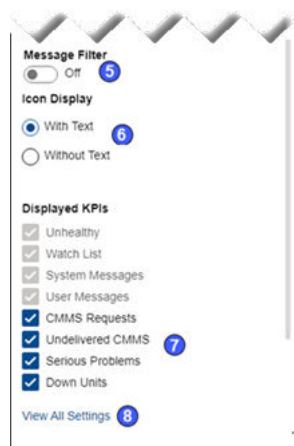 Message Filter
Off 5
Icon Display
With Text
6
Without Text
Displayed KPIs
Unhealthy
Watch List
System Messages
User Messages
CMMS Requests
Undelivered CMMS 7
Serious Problems
Down Units
View All Settings 8